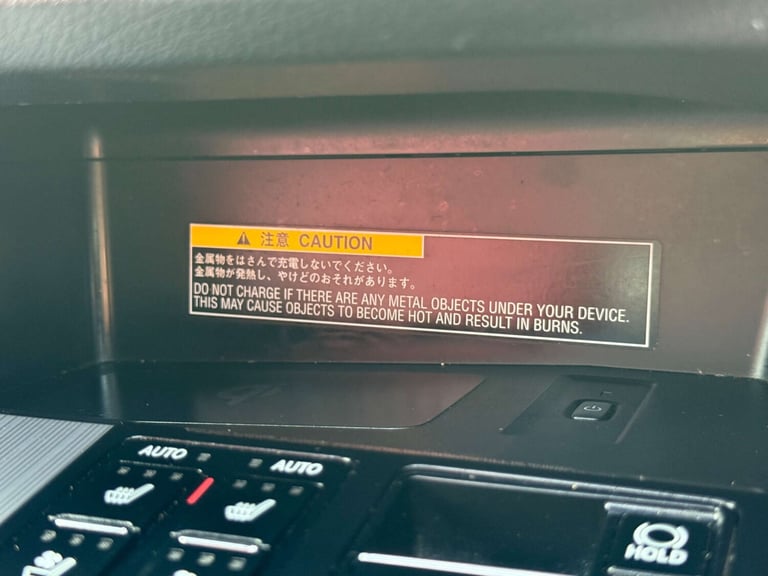 注意 CAUTION
金属物をはさんで充電しないでください。
金属物が発熱し、やけどのおそれがあります。
DO NOT CHARGE IF THERE ARE ANY METAL OBJECTS UNDER YOUR DEVICE.
THIS MAY CAUSE OBJECTS TO BECOME HOT AND RESULT IN BURNS.
AUTO
AUTO
HOLD